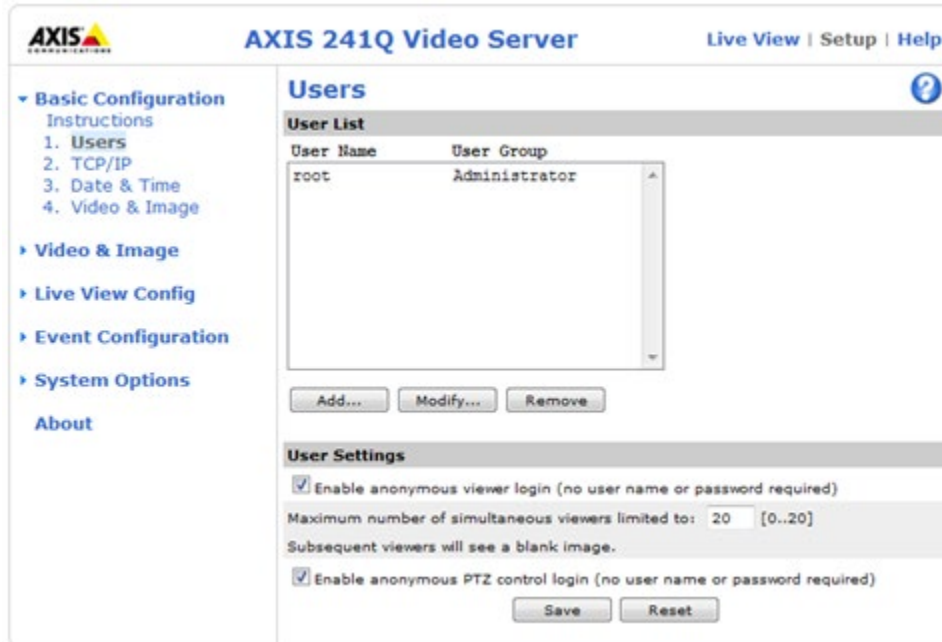 AXIS
COMMUNICATIONS
AXIS 241Q Video Server
Live View | Setup | Help
Basic Configuration
Instructions
1. Users
2. TCP/IP
3. Date & Time
4. Video & Image
Video & Image
Live View Config
Event Configuration
System Options
About
Users
?
User List
User Name User Group
root Administrator
Add... Modify... Remove
User Settings
Enable anonymous viewer login (no user name or password required)
Maximum number of simultaneous viewers limited to: 20 [0..20]
Subsequent viewers will see a blank image.
Enable anonymous PTZ control login (no user name or password required)
Save Reset